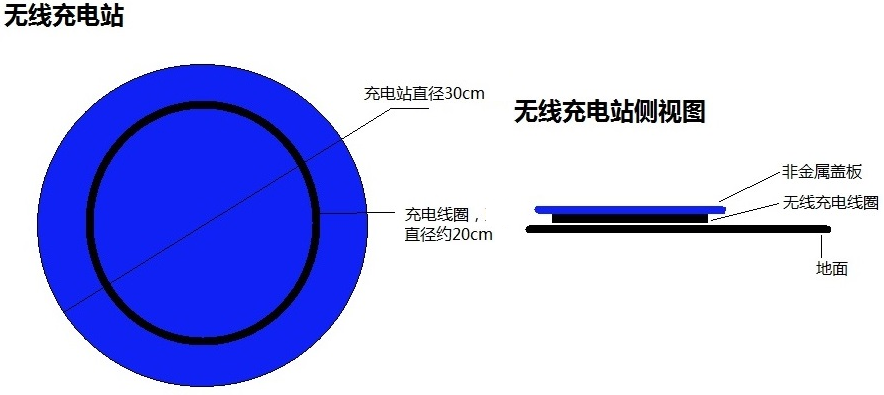 无线充电站
充电站直径30cm
充电线圈，
直径约20cm
无线充电站侧视图
非金属盖板
无线充电线圈
地面